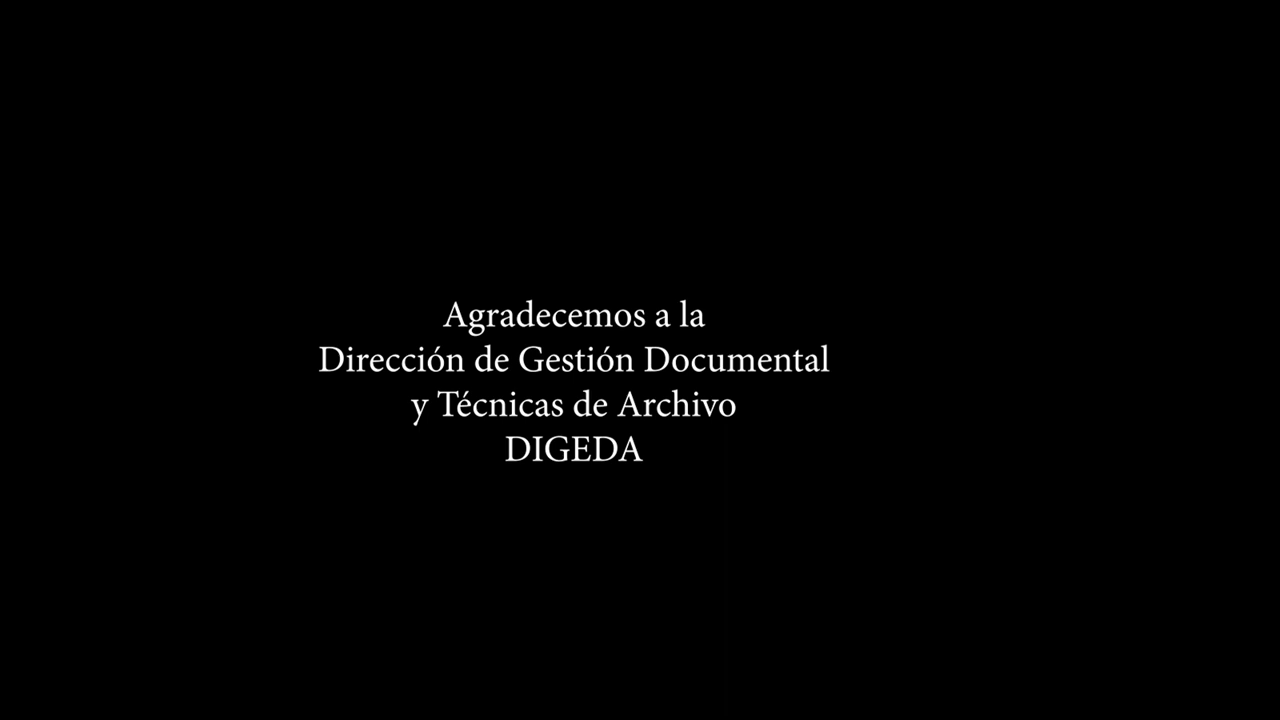 Agradecemos a la
Dirección de Gestión Documental
y Técnicas de Archivo
DIGEDA